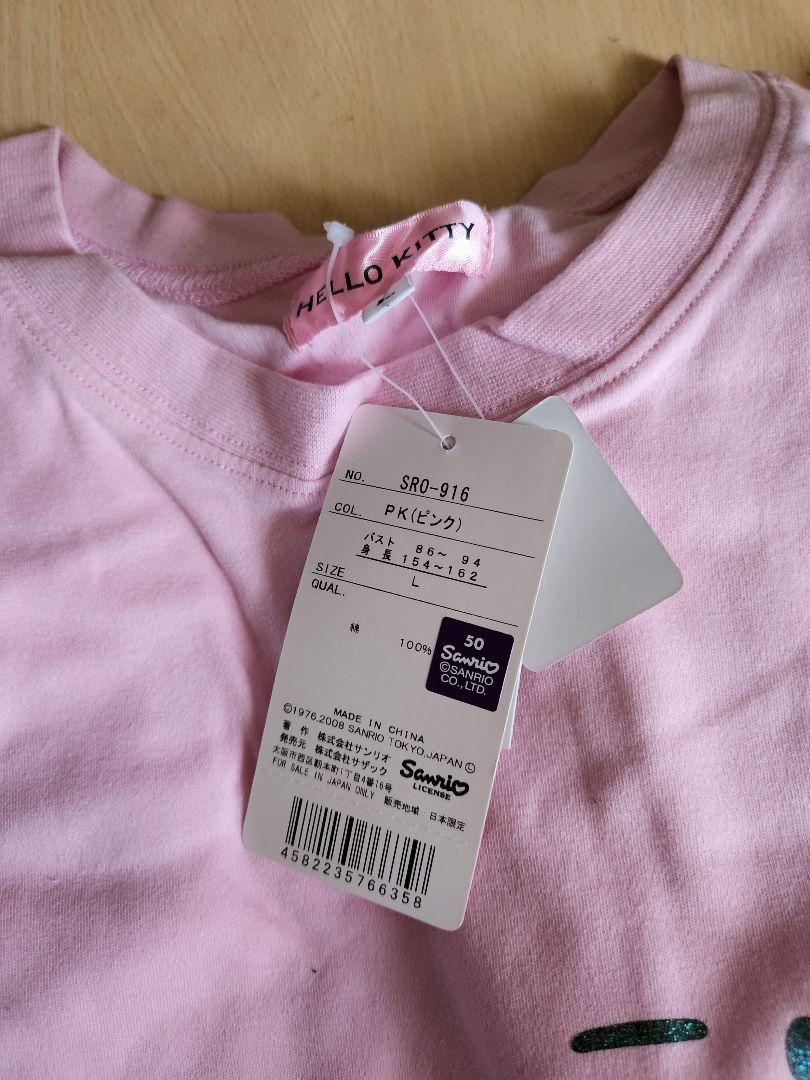 HELLO KITTY
L
NO. SRO-916
COL. PK(ピンク)
バスト 86〜 94
身長 154〜162
SIZE L
QUAL.
綿 100%
50
Sanrio
©SANRIO
CO.,LTD.
MADE IN CHINA
©1976,2008 SANRIO TOKYO,JAPAN Ⓛ
著 作 株式会社サンリオ
発売元 株式会社サザック
大阪市西区靭本町1丁目4番16号
FOR SALE IN JAPAN ONLY 販売地域:日本限定
Sanrio
LICENSE
4582235766358